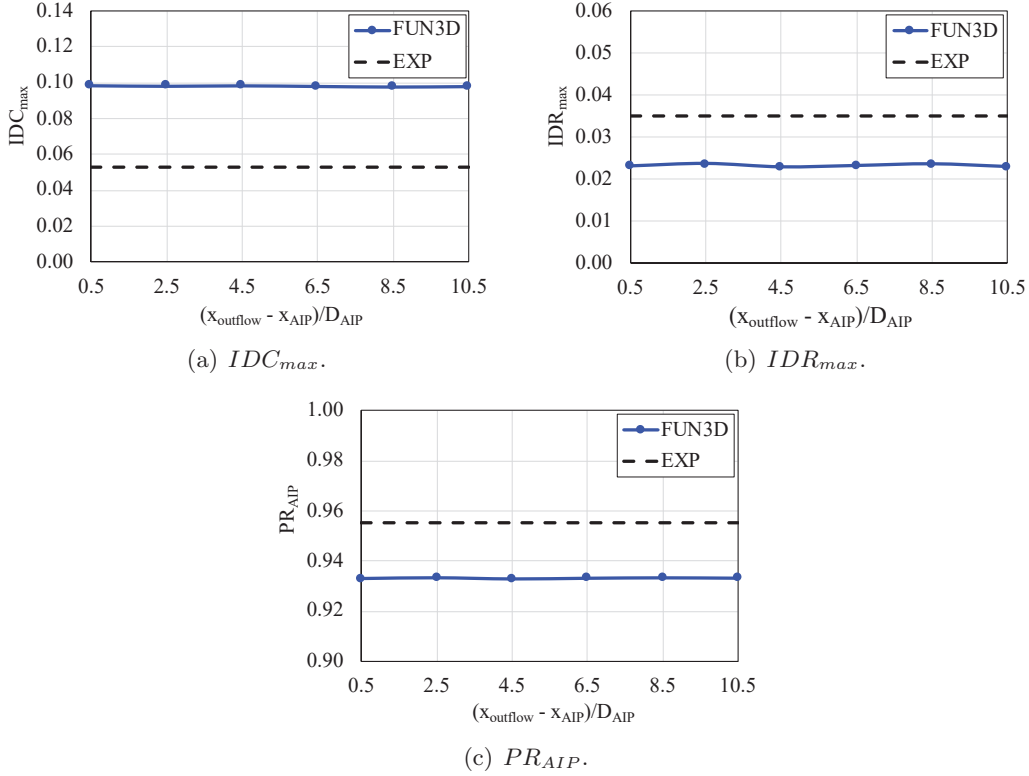 0.14
0.12
0.10
0.08
0.06
0.04
0.02
0.00
IDCmax
FUN3D
EXP
0.5 2.5 4.5 6.5 8.5 10.5
(xoutflow - xAIP)/DAIP
(a) IDCmax.
0.06
0.05
0.04
0.03
0.02
0.01
0.00
IDRmax
FUN3D
EXP
0.5 2.5 4.5 6.5 8.5 10.5
(xoutflow - xAIP)/DAIP
(b) IDRmax.
1.00
0.98
0.96
0.94
0.92
0.90
PRAIP
FUN3D
EXP
0.5 2.5 4.5 6.5 8.5 10.5
(xoutflow - xAIP)/DAIP
(c) PRAIP.